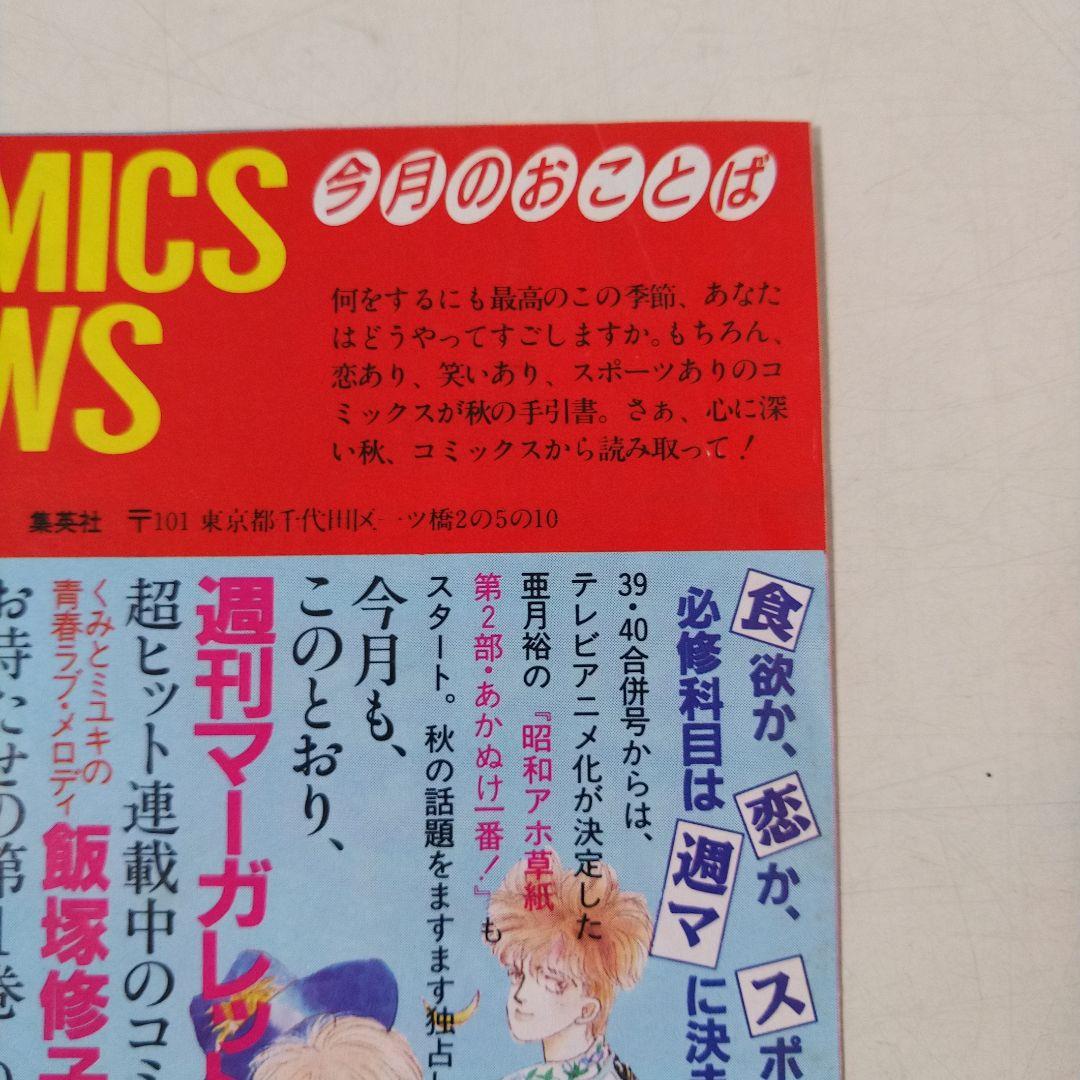 MICS
WS
今月のおことば
何をするにも最高のこの季節、あなた
はどうやってすごしますか。もちろん、
恋あり、笑いあり、スポーツありのコ
ミックスが秋の手引書。さぁ、心に深
い秋、コミックスから読み取って!
集英社 〒101 東京都千代田区一ツ橋2の5の10
食欲か、恋か、スポ
必修科目は週マに決ま
39・40合併号からは、
テレビアニメ化が決定した
亜月裕の『昭和アホ草紙
第2部・あかぬけ一番!』も
スタート。秋の話題をますます独占し
今月も、
このとおり、
週刊マーガレット
超ヒット連載中のコミ
くみとミユキの
青春ラブ・メロディ
飯塚修子
お待たせの第1巻